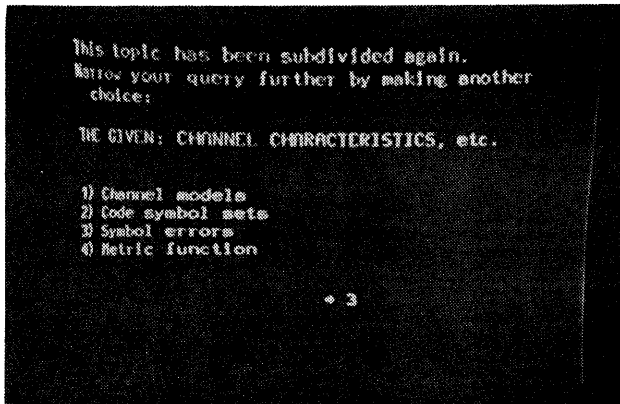 This topic has been subdivided again.
Narrow your query further by making another
choice:
THE GIVEN: CHANNEL CHARACTERISTICS, etc.
1) Channel models
2) Code symbol sets
3) Symbol errors
4) Metric function
→ 3